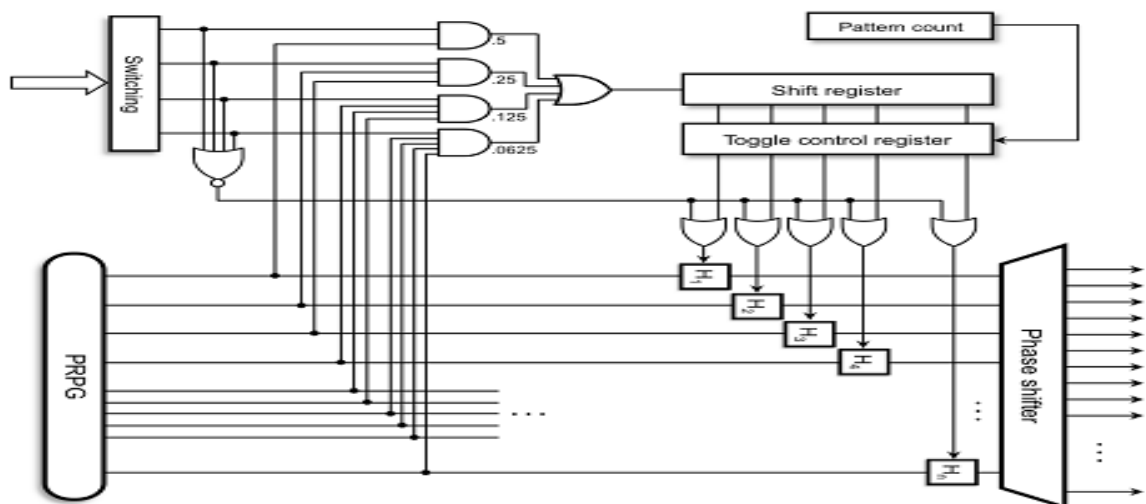 Switching
.5
.25
.125
.0625
Pattern count
Shift register
Toggle control register
PRPG
H1
H2
H3
H4
. . .
Phase shifter